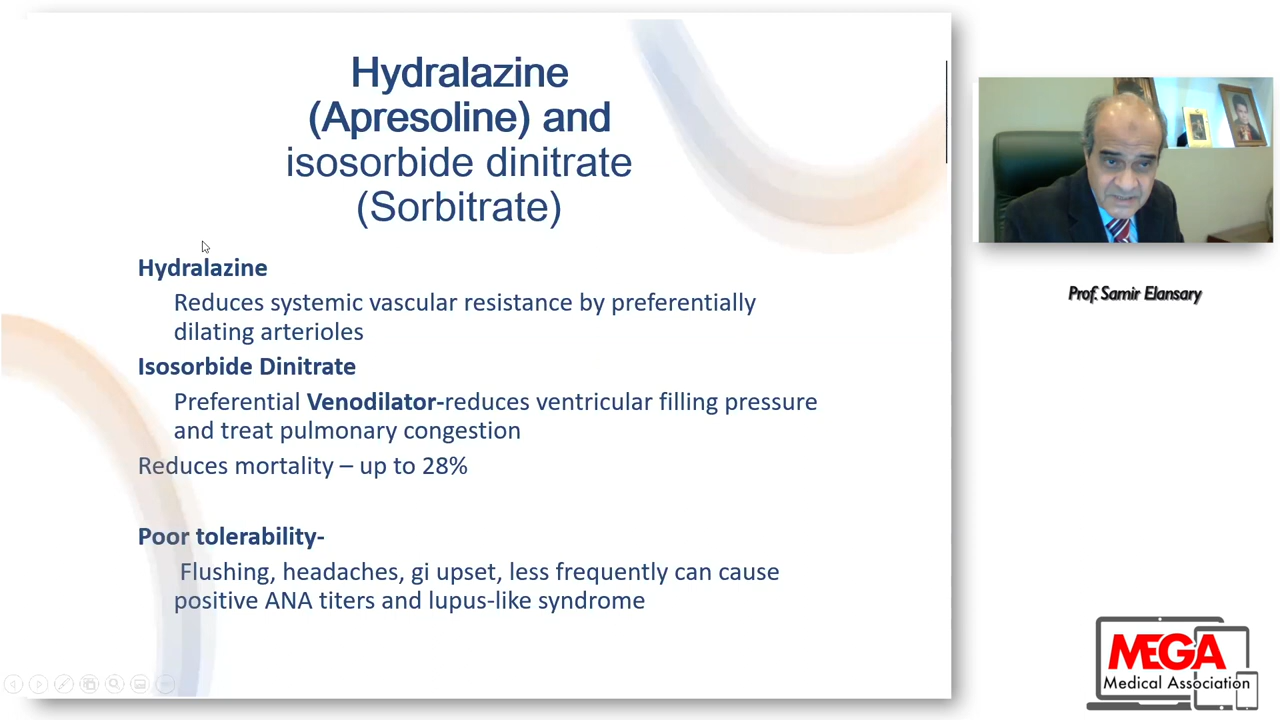 Hydralazine
(Apresoline) and
isosorbide dinitrate
(Sorbitrate)
Hydralazine
Reduces systemic vascular resistance by preferentially
dilating arterioles
Isosorbide Dinitrate
Preferential Venodilator-reduces ventricular filling pressure
and treat pulmonary congestion
Reduces mortality – up to 28%
Poor tolerability-
Flushing, headaches, gi upset, less frequently can cause
positive ANA titers and lupus-like syndrome
Prof. Samir Elansary
MEGA
Medical Association